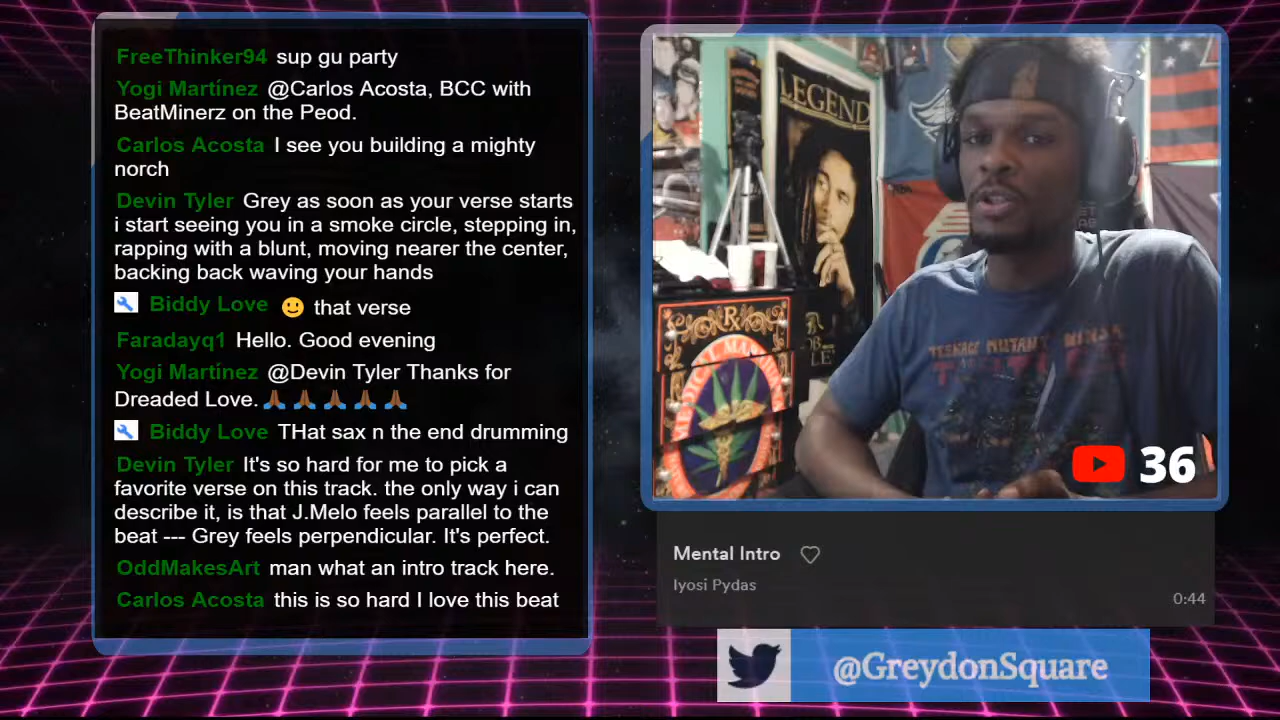 FreeThinker94 sup gu party
Yogi Martínez @Carlos Acosta, BCC with
BeatMinerz on the Peod.
Carlos Acosta I see you building a mighty
norch
Devin Tyler Grey as soon as your verse starts
i start seeing you in a smoke circle, stepping in,
rapping with a blunt, moving nearer the center,
backing back waving your hands
Biddy Love 🙂 that verse
Faradayq1 Hello. Good evening
Yogi Martínez @Devin Tyler Thanks for
Dreaded Love.🙏🏾🙏🏾🙏🏾🙏🏾🙏🏾
Biddy Love THat sax n the end drumming
Devin Tyler It's so hard for me to pick a
favorite verse on this track. the only way i can
describe it, is that J.Melo feels parallel to the
beat --- Grey feels perpendicular. It's perfect.
OddMakesArt man what an intro track here.
Carlos Acosta this is so hard I love this beat
LEGEND
Rx
TEENAGE MUTANT NINJA
TURTLES
36
Mental Intro
Iyosi Pydas
0:44
@GreydonSquare